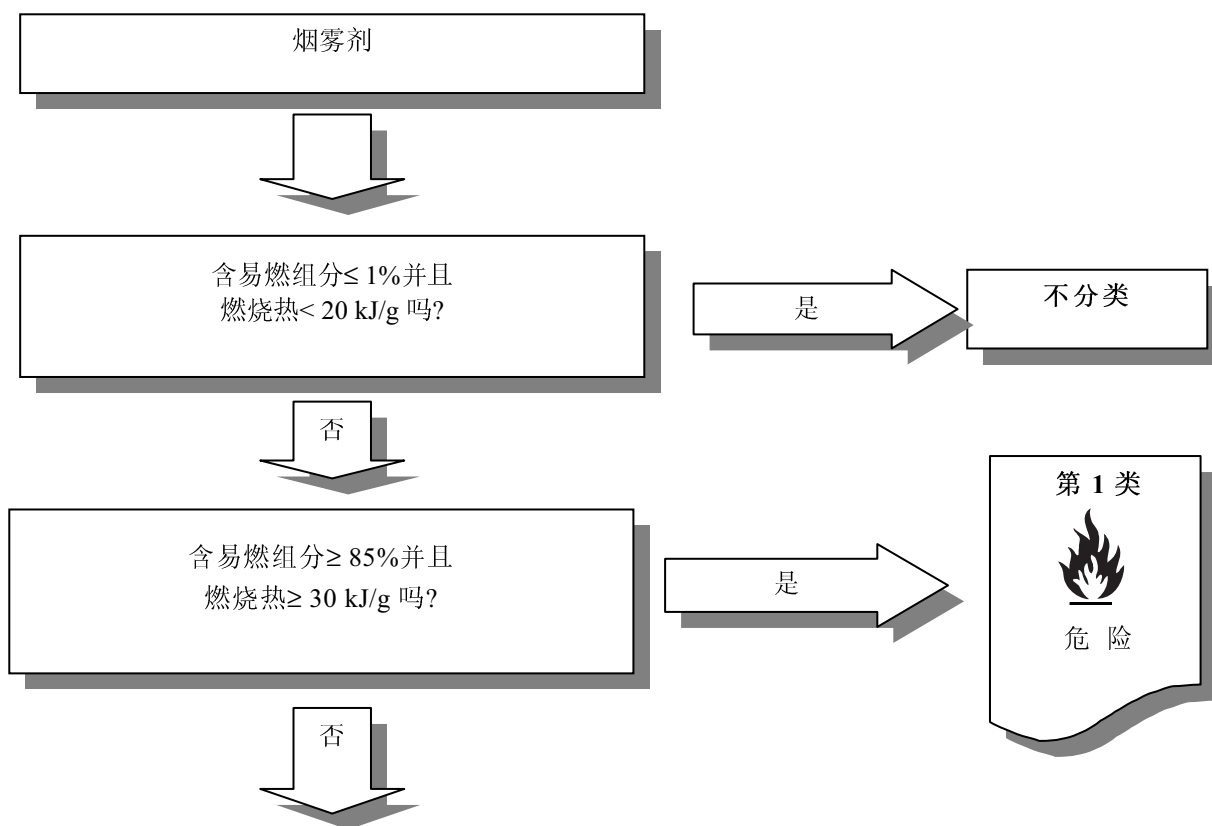 烟雾剂
含易燃组分≤ 1%并且
燃烧热< 20 kJ/g 吗?
是
不分类
否
含易燃组分≥ 85%并且
燃烧热≥ 30 kJ/g 吗?
是
第 1 类
危 险
否